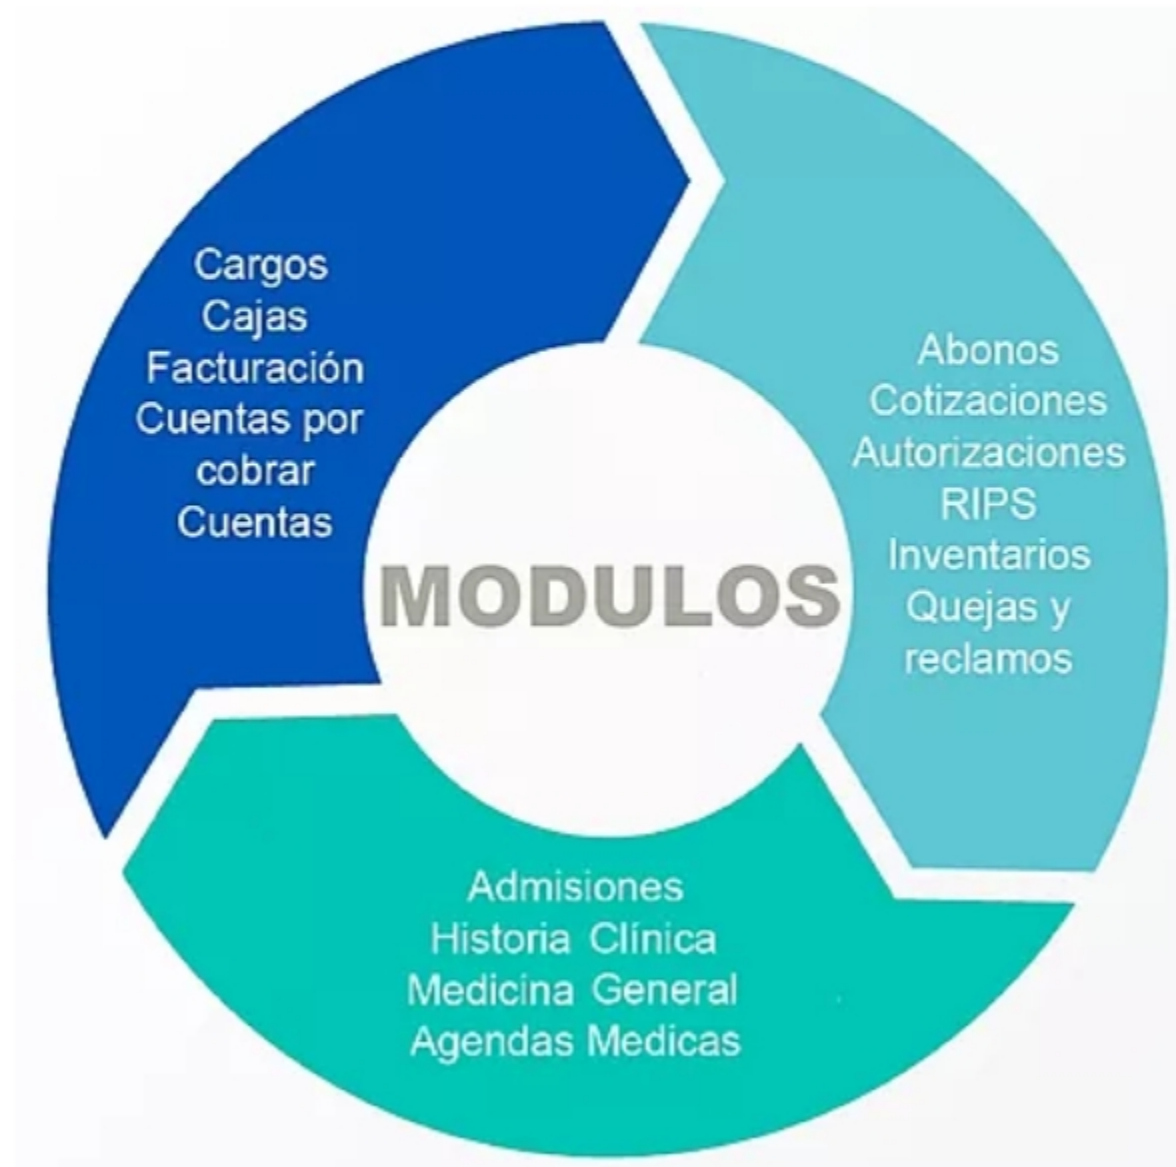 Cargos
Cajas
Facturación
Cuentas por
cobrar
Cuentas
Abonos
Cotizaciones
Autorizaciones
RIPS
Inventarios
Quejas y
reclamos
MODULOS
Admisiones
Historia Clínica
Medicina General
Agendas Medicas